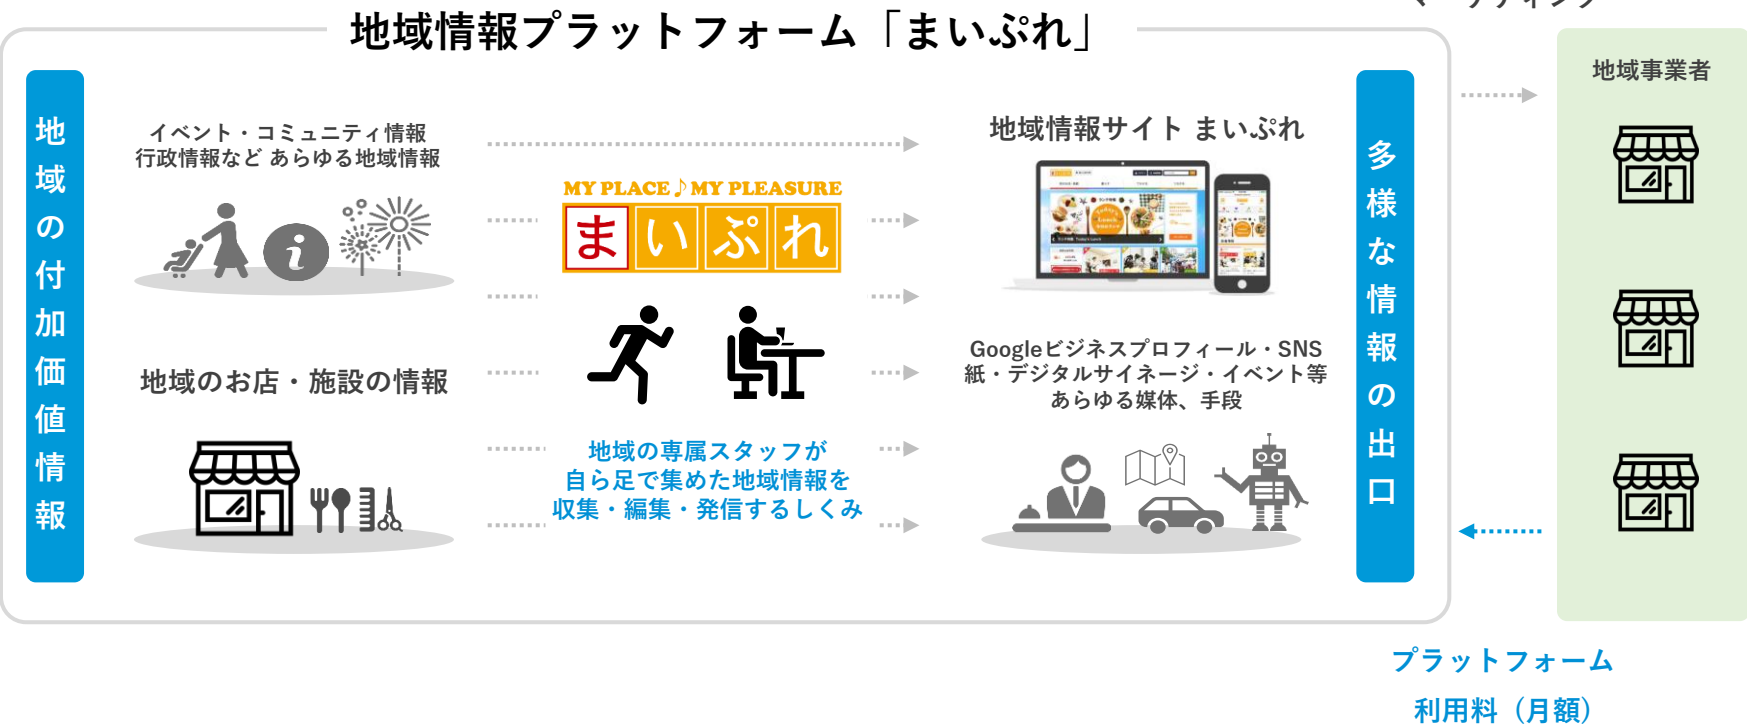 マーケティング
地域情報プラットフォーム「まいぷれ」
地域の付加価値情報
イベント・コミュニティ情報
行政情報など あらゆる地域情報
地域のお店・施設の情報
MY PLACE♪MY PLEASURE
まいぷれ
地域の専属スタッフが
自ら足で集めた地域情報を
収集・編集・発信するしくみ
地域情報サイト まいぷれ
Googleビジネスプロフィール・SNS
紙・デジタルサイネージ・イベント等
あらゆる媒体、手段
多様な情報の出口
地域事業者
プラットフォーム
利用料（月額）